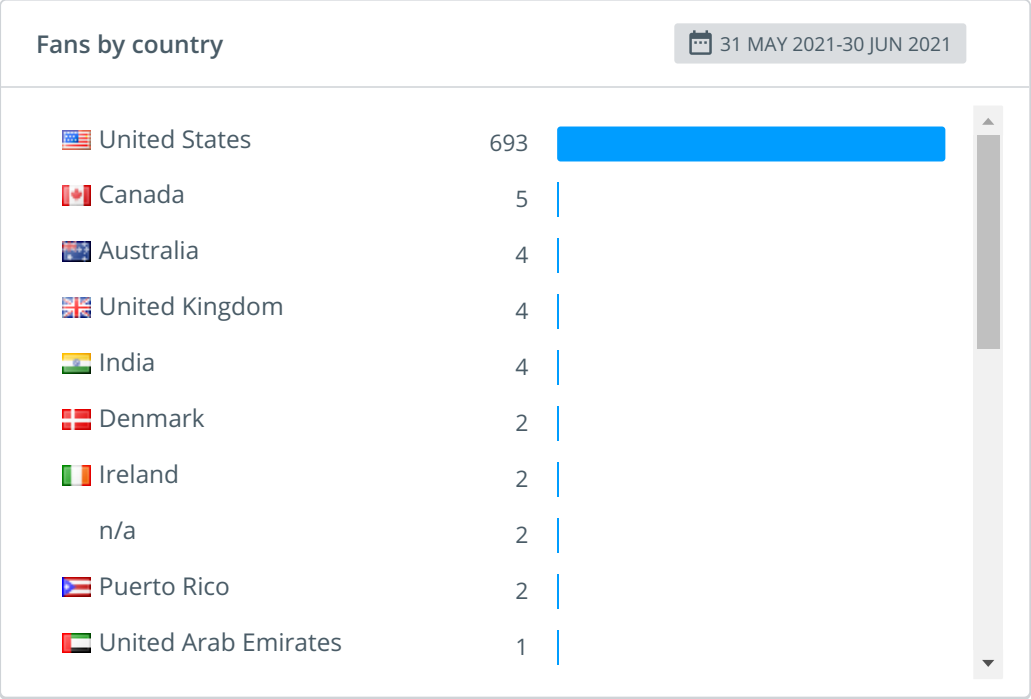 Fans by country
31 MAY 2021-30 JUN 2021
United States 693
Canada 5
Australia 4
United Kingdom 4
India 4
Denmark 2
Ireland 2
n/a 2
Puerto Rico 2
United Arab Emirates 1